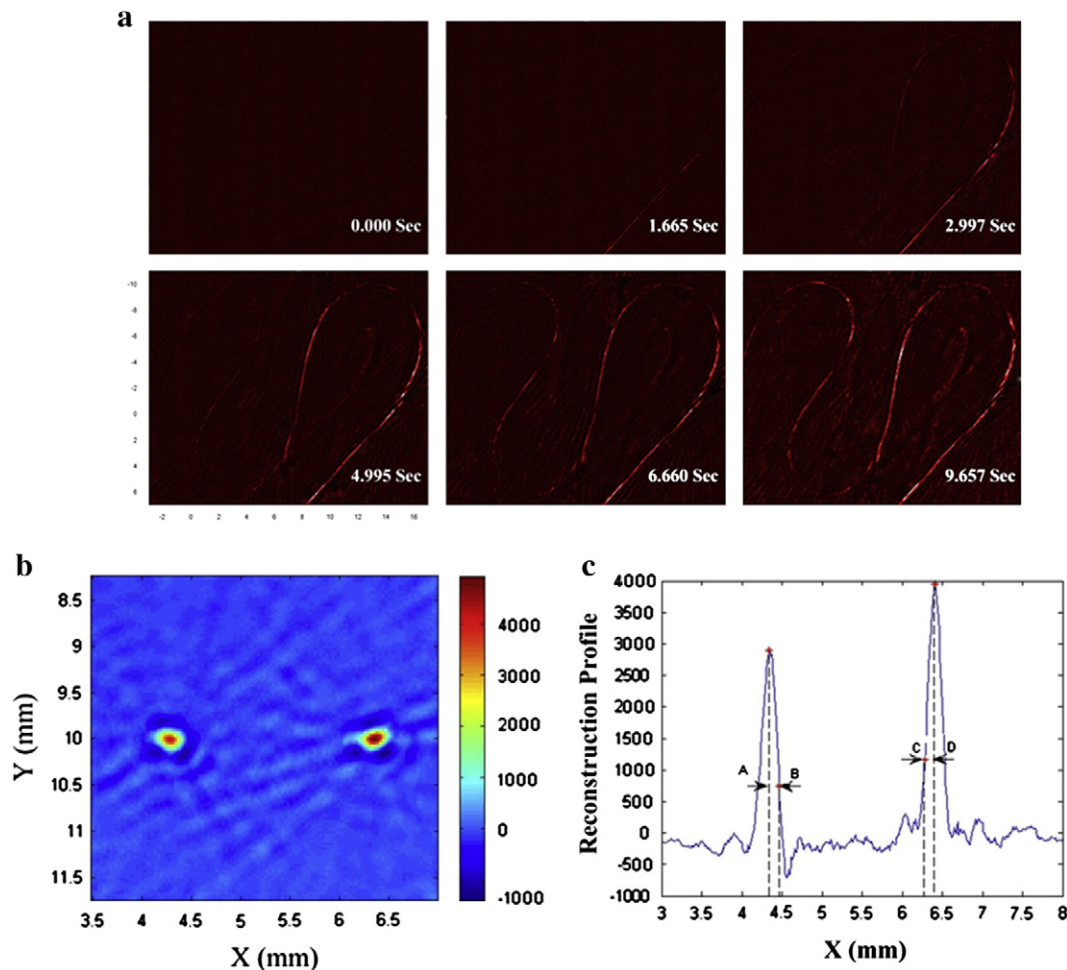 a
0.000 Sec
1.665 Sec
2.997 Sec
-10
-8
-6
-4
-2
0
2
4
6
4.995 Sec
6.660 Sec
9.657 Sec
-2 0 2 4 6 8 10 12 14 16
b
8.5
9
9.5
10
10.5
11
11.5
Y (mm)
3.5 4 4.5 5 5.5 6 6.5
X (mm)
4000
3000
2000
1000
0
-1000
c
4000
3500
3000
2500
2000
1500
1000
500
0
-500
-1000
Reconstruction Profile
A B C D
3 3.5 4 4.5 5 5.5 6 6.5 7 7.5 8
X (mm)